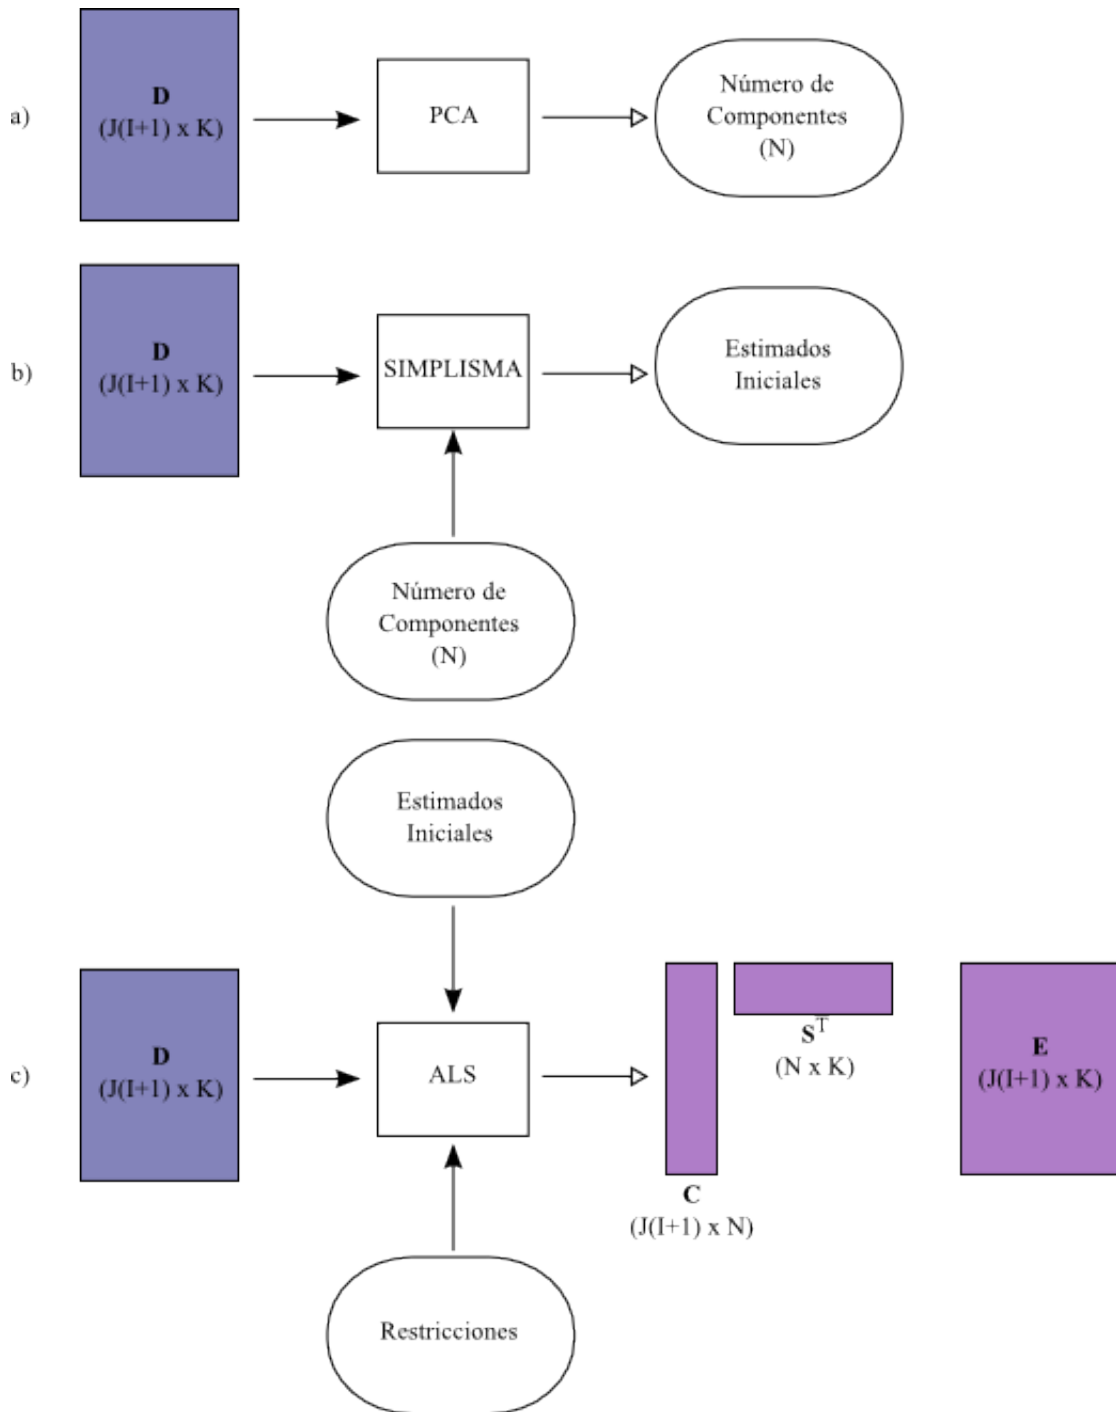 a)
D
(J(I+1) x K)
PCA
Número de
Componentes
(N)
b)
D
(J(I+1) x K)
SIMPLISMA
Estimados
Iniciales
Número de
Componentes
(N)
Estimados
Iniciales
c)
D
(J(I+1) x K)
ALS
S^T
(N x K)
E
(J(I+1) x K)
C
(J(I+1) x N)
Restricciones